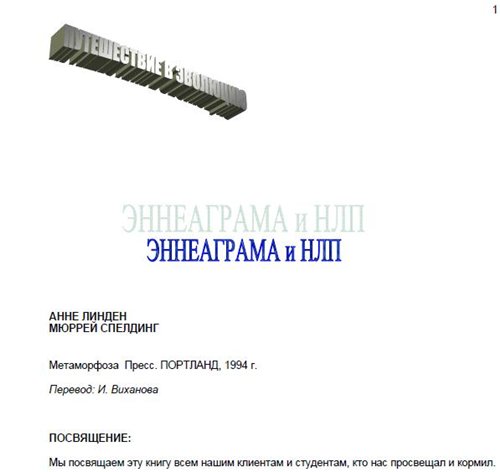 1
ПУТЕШЕСТВИЕ В ЭВОЛЮЦИЮ
ЭННЕАГРАМА и НЛП
ЭННЕАГРАМА и НЛП
АННЕ ЛИНДЕН
МЮРРЕЙ СПЕЛДИНГ
Метаморфоза Пресс. ПОРТЛАНД, 1994 г.
Перевод: И. Виханова
ПОСВЯЩЕНИЕ:
Мы посвящаем эту книгу всем нашим клиентам и студентам, кто нас просвещал и кормил.